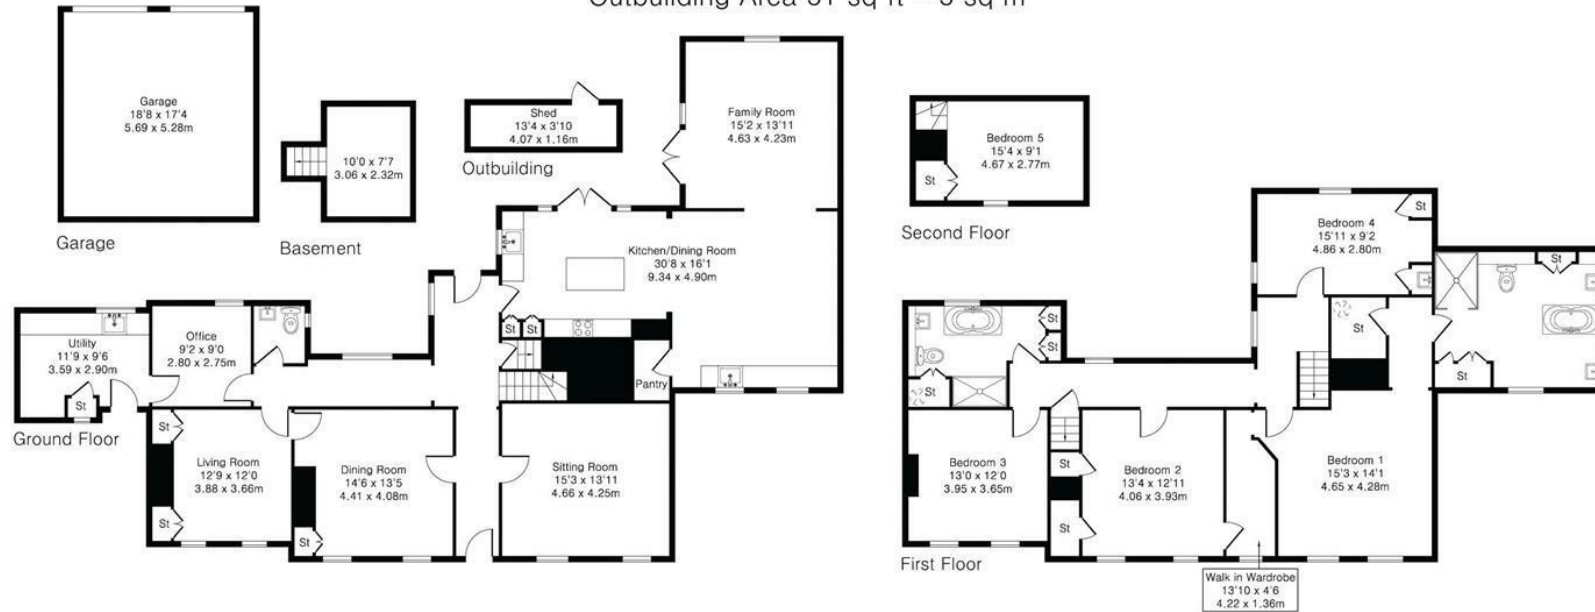 Outbuilding Area 51 sq ft - 5 sq m
Garage
18'8 x 17'4
5.69 x 5.28m
Garage
10'0 x 7'7
3.06 x 2.32m
Basement
Shed
13'4 x 3'10
4.07 x 1.16m
Outbuilding
Family Room
15'2 x 13'11
4.63 x 4.23m
Kitchen/Dining Room
30'8 x 16'1
9.34 x 4.90m
St
St
Pantry
Utility
11'9 x 9'6
3.59 x 2.90m
St
Office
9'2 x 9'0
2.80 x 2.75m
Ground Floor
St
Living Room
12'9 x 12'0
3.88 x 3.66m
St
Dining Room
14'6 x 13'5
4.41 x 4.08m
St
Sitting Room
15'3 x 13'11
4.66 x 4.25m
Bedroom 5
15'4 x 9'1
4.67 x 2.77m
St
Second Floor
Bedroom 4
15'11 x 9'2
4.86 x 2.80m
St
St
St
St
St
St
St
Bedroom 3
13'0 x 12'0
3.95 x 3.65m
St
Bedroom 2
13'4 x 12'11
4.06 x 3.93m
St
Bedroom 1
15'3 x 14'1
4.65 x 4.28m
First Floor
Walk in Wardrobe
13'10 x 4'6
4.22 x 1.36m